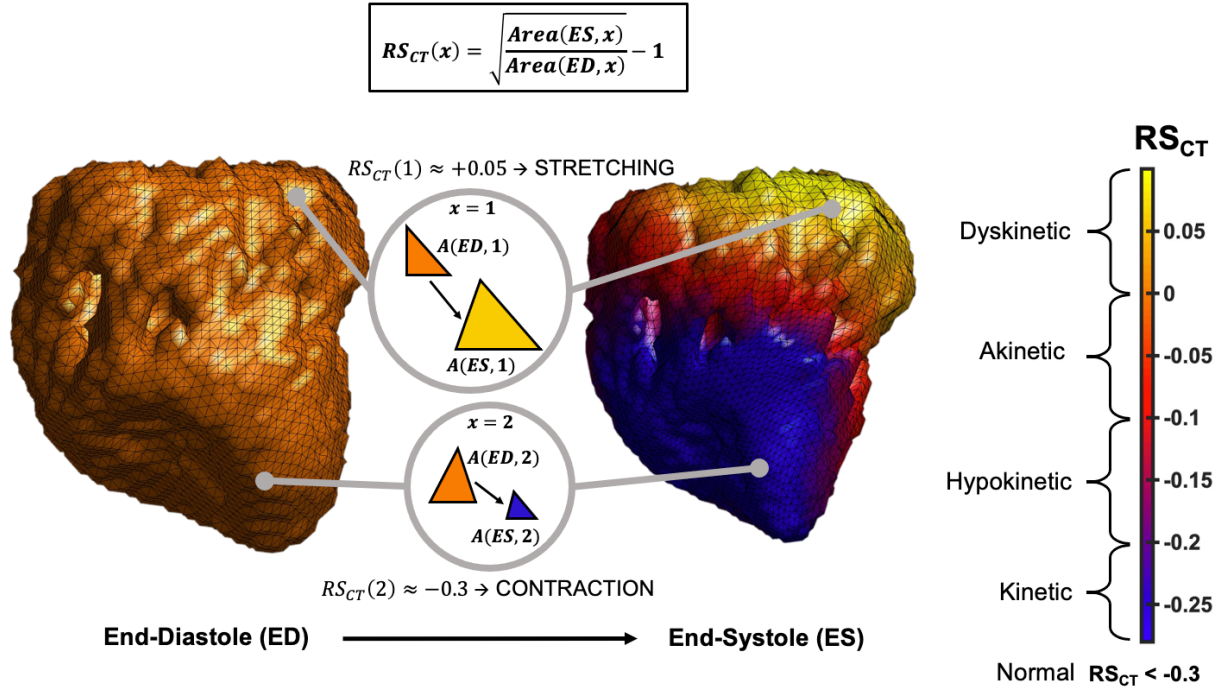 RS_CT(x) = √(Area(ES, x) / Area(ED, x)) − 1
RS_CT(1) ≈ +0.05 → STRETCHING
x = 1
A(ED, 1)
A(ES, 1)
x = 2
A(ED, 2)
A(ES, 2)
RS_CT(2) ≈ −0.3 → CONTRACTION
End-Diastole (ED)
End-Systole (ES)
RS_CT
Dyskinetic
Akinetic
Hypokinetic
Kinetic
0.05
0
-0.05
-0.1
-0.15
-0.2
-0.25
Normal RS_CT < -0.3